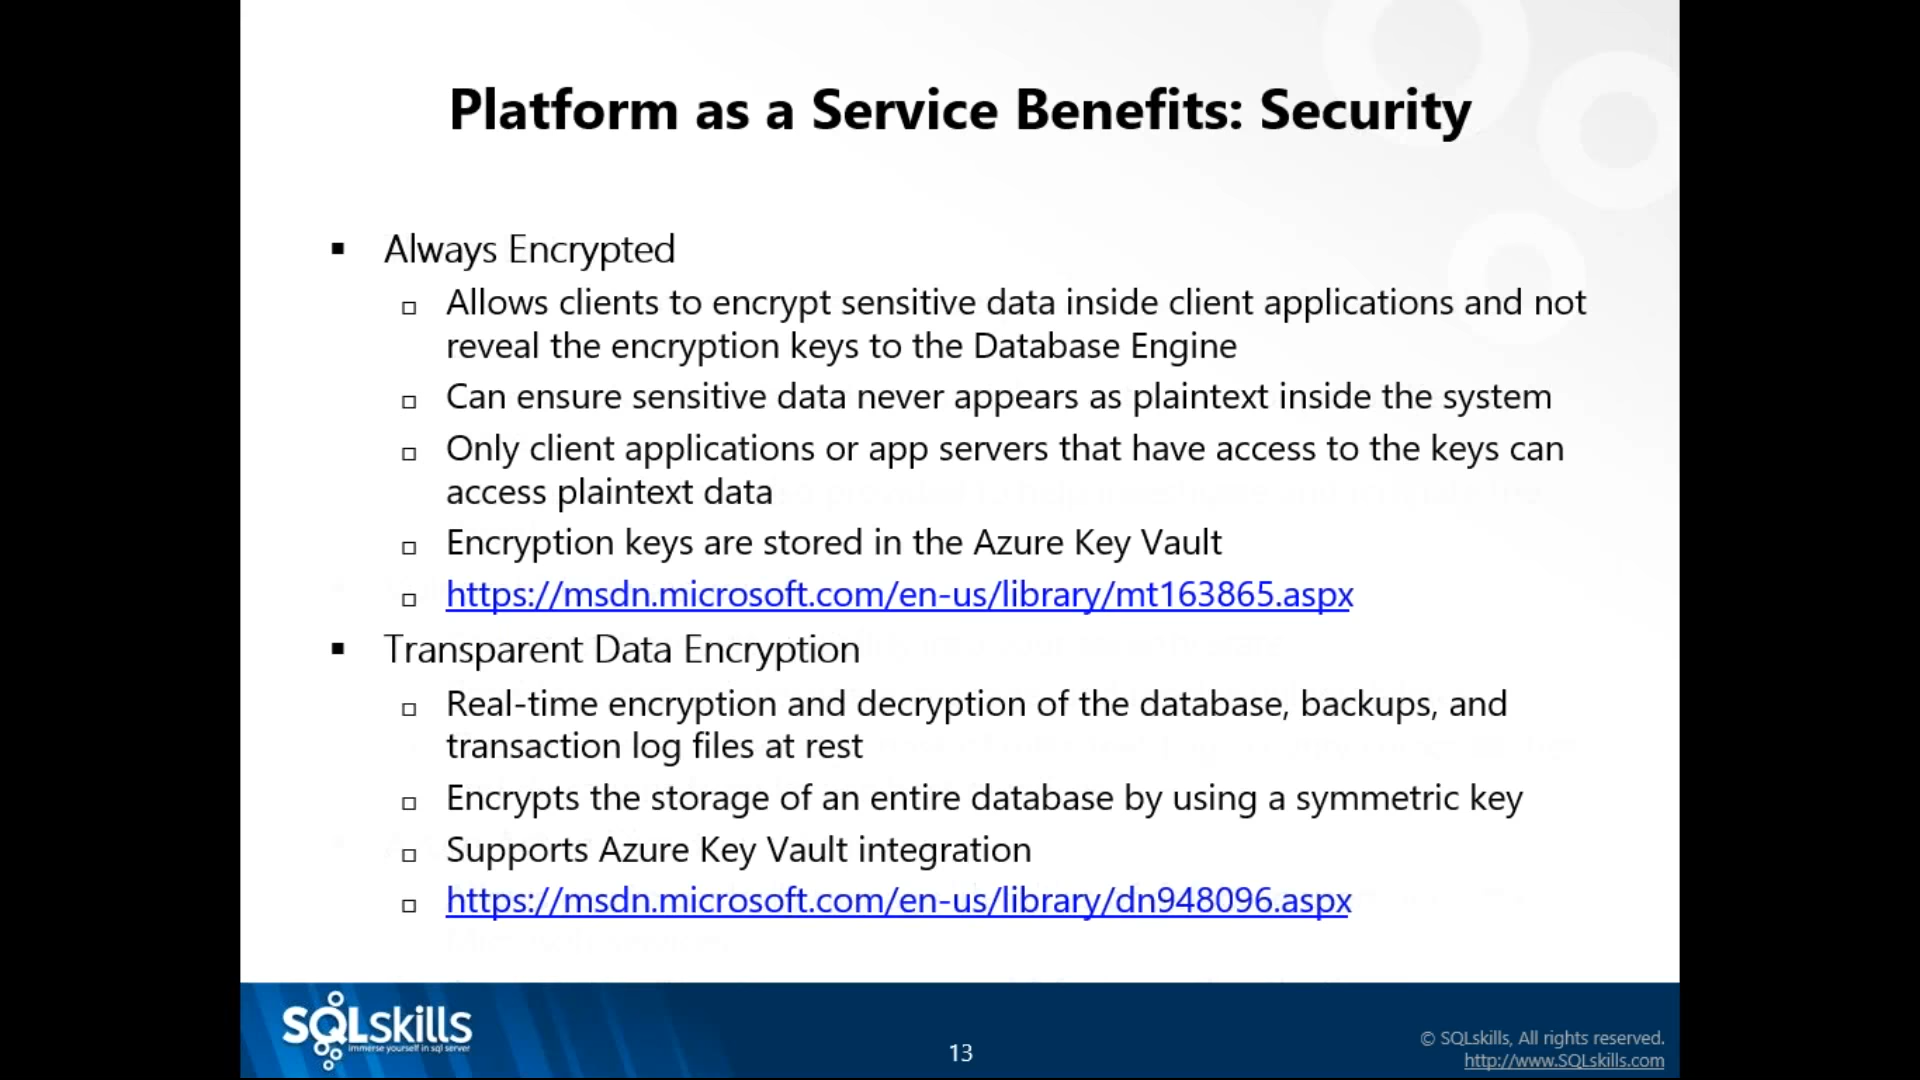 Platform as a Service Benefits: Security
▪ Always Encrypted
▫ Allows clients to encrypt sensitive data inside client applications and not
reveal the encryption keys to the Database Engine
▫ Can ensure sensitive data never appears as plaintext inside the system
▫ Only client applications or app servers that have access to the keys can
access plaintext data
▫ Encryption keys are stored in the Azure Key Vault
▫ https://msdn.microsoft.com/en-us/library/mt163865.aspx
▪ Transparent Data Encryption
▫ Real-time encryption and decryption of the database, backups, and
transaction log files at rest
▫ Encrypts the storage of an entire database by using a symmetric key
▫ Supports Azure Key Vault integration
▫ https://msdn.microsoft.com/en-us/library/dn948096.aspx
SQLskills
immerse yourself in sql server
13
© SQLskills, All rights reserved.
http://www.SQLskills.com